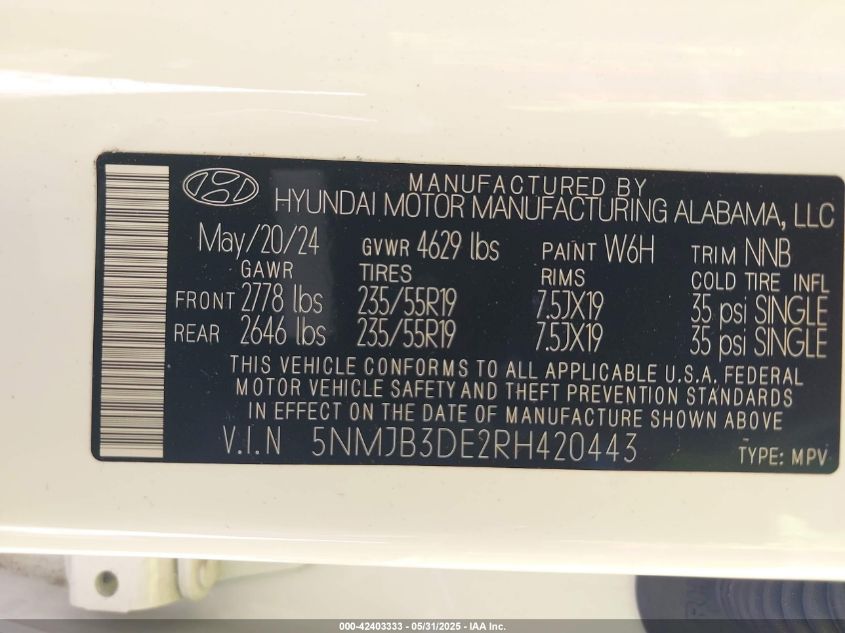 MANUFACTURED BY
HYUNDAI MOTOR MANUFACTURING ALABAMA, LLC
May/20/24 GVWR 4629 lbs PAINT W6H TRIM NNB
GAWR TIRES RIMS COLD TIRE INFL
FRONT 2778 lbs 235/55R19 7.5JX19 35 psi SINGLE
REAR 2646 lbs 235/55R19 7.5JX19 35 psi SINGLE
THIS VEHICLE CONFORMS TO ALL APPLICABLE U.S.A. FEDERAL
MOTOR VEHICLE SAFETY AND THEFT PREVENTION STANDARDS
IN EFFECT ON THE DATE OF MANUFACTURE SHOWN ABOVE
V.I.N 5NMJB3DE2RH420443 TYPE: MPV
000-42403333 - 05/31/2025 - IAA Inc.